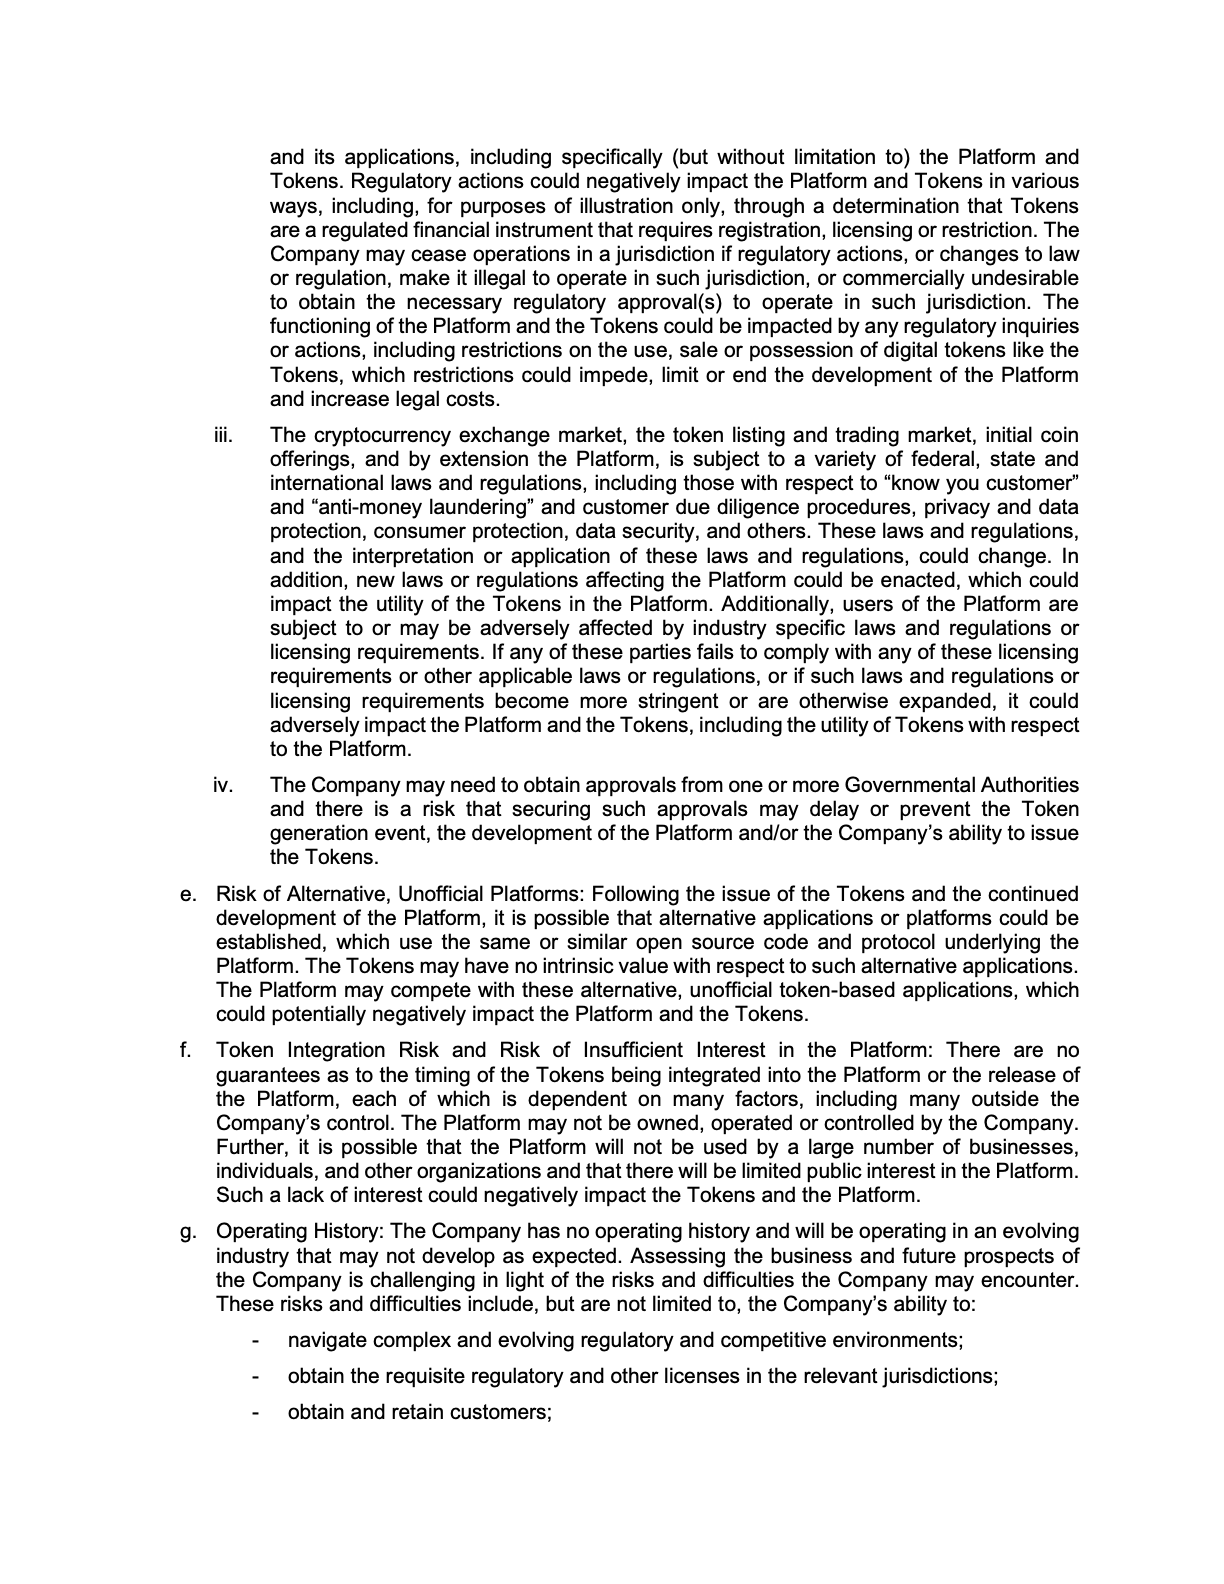 and its applications, including specifically (but without limitation to) the Platform and
Tokens. Regulatory actions could negatively impact the Platform and Tokens in various
ways, including, for purposes of illustration only, through a determination that Tokens
are a regulated financial instrument that requires registration, licensing or restriction. The
Company may cease operations in a jurisdiction if regulatory actions, or changes to law
or regulation, make it illegal to operate in such jurisdiction, or commercially undesirable
to obtain the necessary regulatory approval(s) to operate in such jurisdiction. The
functioning of the Platform and the Tokens could be impacted by any regulatory inquiries
or actions, including restrictions on the use, sale or possession of digital tokens like the
Tokens, which restrictions could impede, limit or end the development of the Platform
and increase legal costs.
iii. The cryptocurrency exchange market, the token listing and trading market, initial coin
offerings, and by extension the Platform, is subject to a variety of federal, state and
international laws and regulations, including those with respect to “know you customer”
and “anti-money laundering” and customer due diligence procedures, privacy and data
protection, consumer protection, data security, and others. These laws and regulations,
and the interpretation or application of these laws and regulations, could change. In
addition, new laws or regulations affecting the Platform could be enacted, which could
impact the utility of the Tokens in the Platform. Additionally, users of the Platform are
subject to or may be adversely affected by industry specific laws and regulations or
licensing requirements. If any of these parties fails to comply with any of these licensing
requirements or other applicable laws or regulations, or if such laws and regulations or
licensing requirements become more stringent or are otherwise expanded, it could
adversely impact the Platform and the Tokens, including the utility of Tokens with respect
to the Platform.
iv. The Company may need to obtain approvals from one or more Governmental Authorities
and there is a risk that securing such approvals may delay or prevent the Token
generation event, the development of the Platform and/or the Company’s ability to issue
the Tokens.
e. Risk of Alternative, Unofficial Platforms: Following the issue of the Tokens and the continued
development of the Platform, it is possible that alternative applications or platforms could be
established, which use the same or similar open source code and protocol underlying the
Platform. The Tokens may have no intrinsic value with respect to such alternative applications.
The Platform may compete with these alternative, unofficial token-based applications, which
could potentially negatively impact the Platform and the Tokens.
f. Token Integration Risk and Risk of Insufficient Interest in the Platform: There are no
guarantees as to the timing of the Tokens being integrated into the Platform or the release of
the Platform, each of which is dependent on many factors, including many outside the
Company’s control. The Platform may not be owned, operated or controlled by the Company.
Further, it is possible that the Platform will not be used by a large number of businesses,
individuals, and other organizations and that there will be limited public interest in the Platform.
Such a lack of interest could negatively impact the Tokens and the Platform.
g. Operating History: The Company has no operating history and will be operating in an evolving
industry that may not develop as expected. Assessing the business and future prospects of
the Company is challenging in light of the risks and difficulties the Company may encounter.
These risks and difficulties include, but are not limited to, the Company’s ability to:
- navigate complex and evolving regulatory and competitive environments;
- obtain the requisite regulatory and other licenses in the relevant jurisdictions;
- obtain and retain customers;